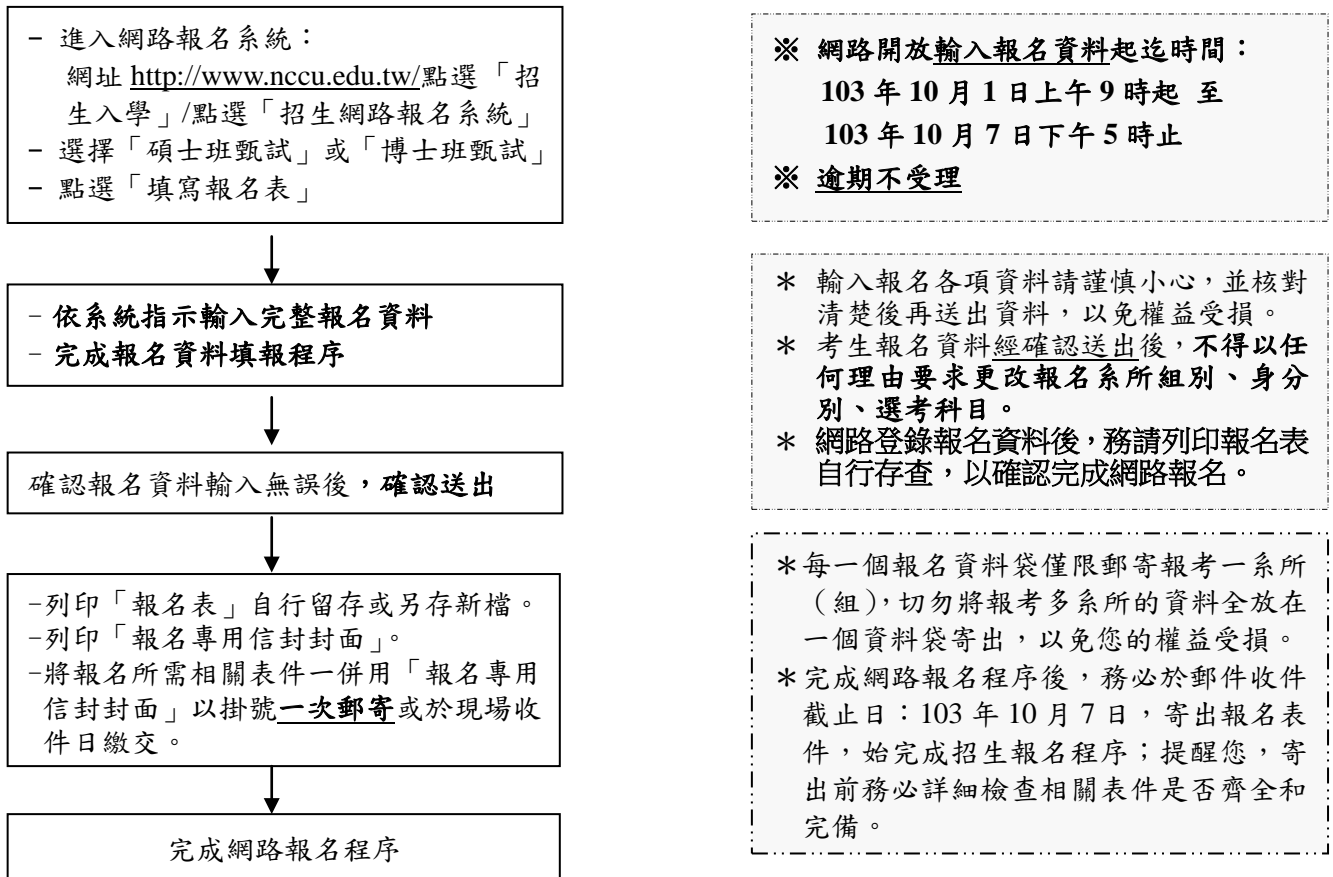 - 進入網路報名系統：
網址 http://www.nccu.edu.tw/點選「招
生入學」/點選「招生網路報名系統」
- 選擇「碩士班甄試」或「博士班甄試」
- 點選「填寫報名表」
- 依系統指示輸入完整報名資料
- 完成報名資料填報程序
確認報名資料輸入無誤後，確認送出
-列印「報名表」自行留存或另存新檔。
-列印「報名專用信封封面」。
-將報名所需相關表件一併用「報名專用
信封封面」以掛號一次郵寄或於現場收
件日繳交。
完成網路報名程序
※ 網路開放輸入報名資料起迄時間：
103 年 10 月 1 日上午 9 時起 至
103 年 10 月 7 日下午 5 時止
※ 逾期不受理
＊ 輸入報名各項資料請謹慎小心，並核對
清楚後再送出資料，以免權益受損。
＊ 考生報名資料經確認送出後，不得以任
何理由要求更改報名系所組別、身分
別、選考科目。
＊ 網路登錄報名資料後，務請列印報名表
自行存查，以確認完成網路報名。
＊每一個報名資料袋僅限郵寄報考一系所
（組），切勿將報考多系所的資料全放在
一個資料袋寄出，以免您的權益受損。
＊完成網路報名程序後，務必於郵件收件
截止日：103 年 10 月 7 日，寄出報名表
件，始完成招生報名程序；提醒您，寄
出前務必詳細檢查相關表件是否齊全和
完備。